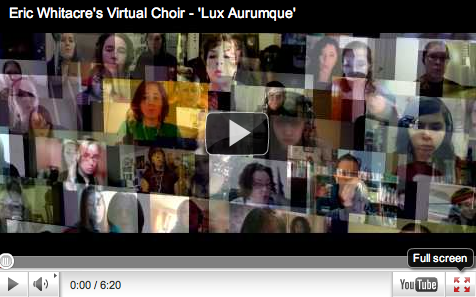 Eric Whitacre's Virtual Choir - 'Lux Aurumque'
Full screen
0:00 / 6:20
YouTube